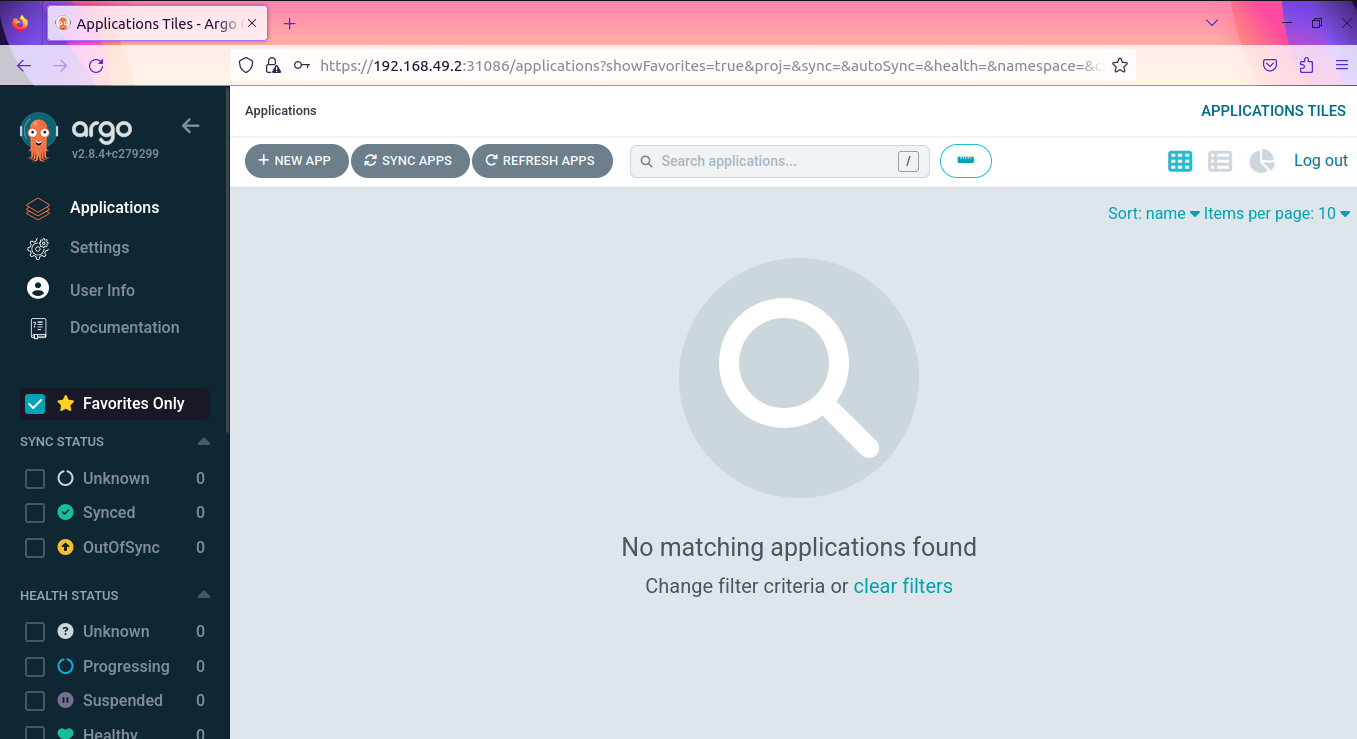 Applications Tiles - Argo
https://192.168.49.2:31086/applications?showFavorites=true&proj=&sync=&autoSync=&health=&namespace=&c
argo
v2.8.4+c279299
Applications
Settings
User Info
Documentation
Favorites Only
SYNC STATUS
Unknown 0
Synced 0
OutOfSync 0
HEALTH STATUS
Unknown 0
Progressing 0
Suspended 0
Healthy 0
Applications
APPLICATIONS TILES
+ NEW APP SYNC APPS REFRESH APPS Search applications... / Log out
Sort: name Items per page: 10
No matching applications found
Change filter criteria or clear filters